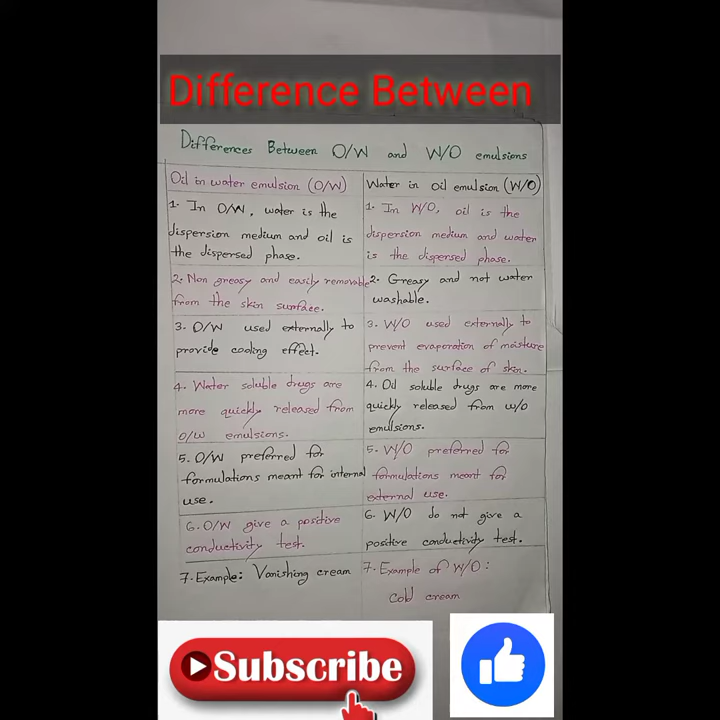 Difference Between
Differences Between O/W and W/O emulsions
Oil in water emulsion (O/W)
1. In O/W, water is the
dispersion medium and oil is
the dispersed phase.
2. Non greasy and easily removable
from the skin surface.
3. O/W used externally to
provide cooling effect.
4. Water soluble drugs are
more quickly released from
O/W emulsions.
5. O/W preferred for
formulations meant for internal
use.
6. O/W give a positive
conductivity test.
7. Example: Vanishing cream
Water in oil emulsion (W/O)
1. In W/O, oil is the
dispersion medium and water
is the dispersed phase.
2. Greasy and not water
washable.
3. W/O used externally to
prevent evaporation of moisture
from the surface of skin.
4. Oil soluble drugs are more
quickly released from w/o
emulsions.
5. W/O preferred for
formulations meant for
external use.
6. W/O do not give a
positive conductivity test.
7. Example of W/O:
Cold cream
Subscribe